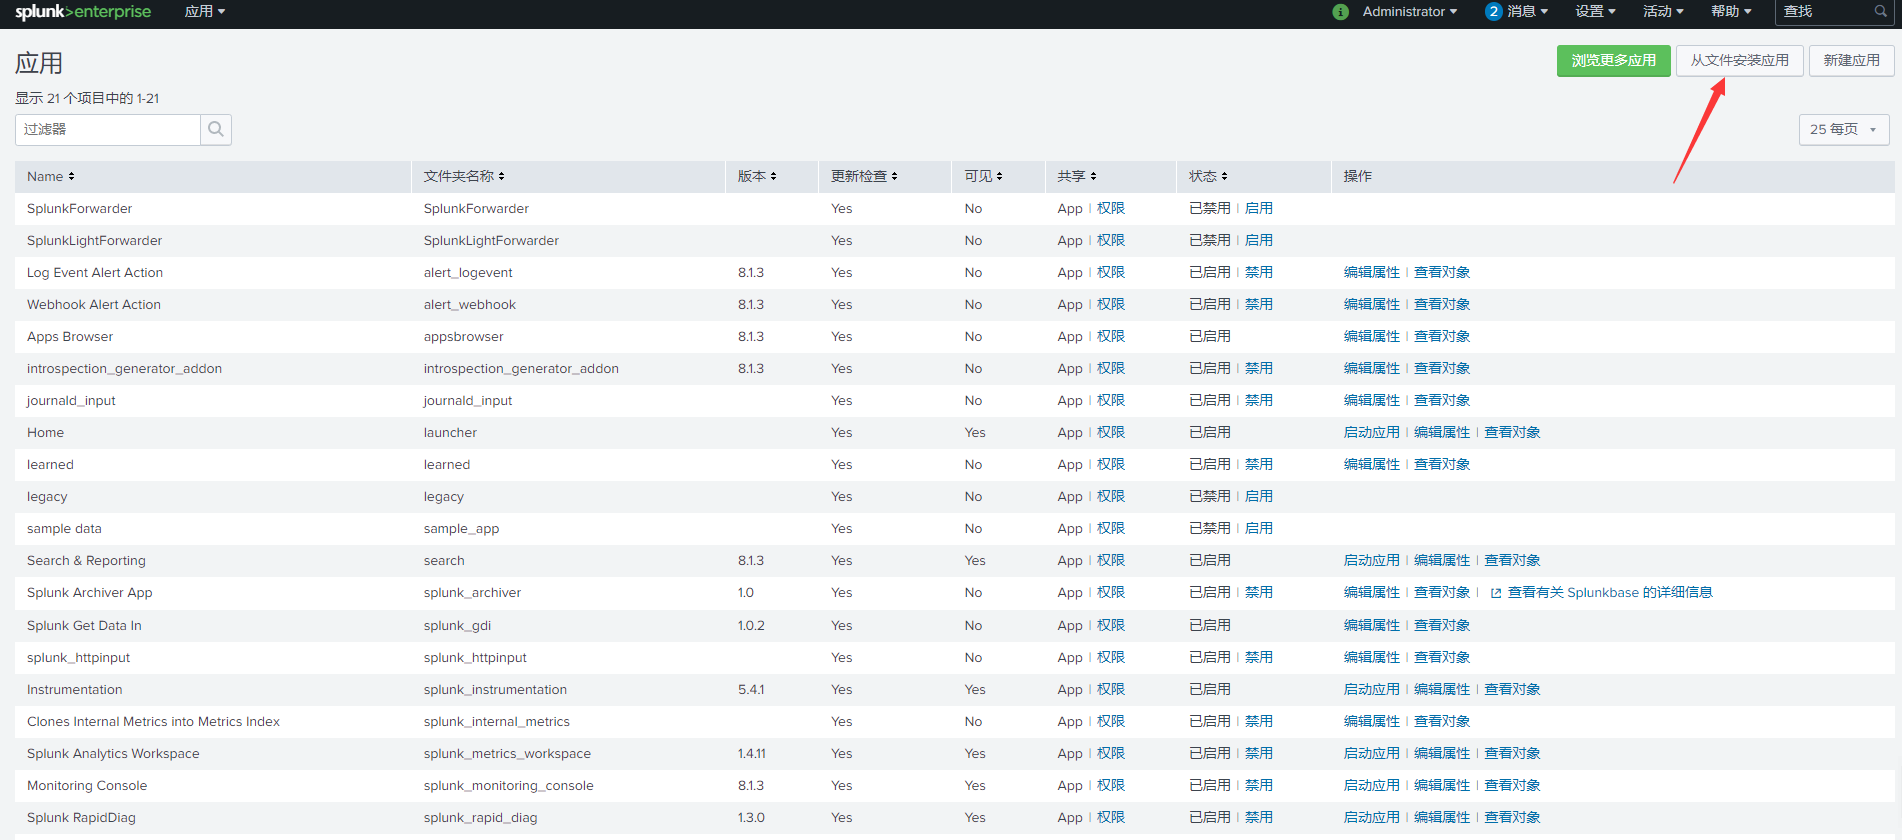 splunk>enterprise 应用 Administrator 2 消息 设置 活动 帮助 查找
应用 浏览更多应用 从文件安装应用 新建应用
显示 21 个项目中的 1-21
过滤器 25 每页
Name 文件夹名称 版本 更新检查 可见 共享 状态 操作
SplunkForwarder SplunkForwarder Yes No App | 权限 已禁用 | 启用
SplunkLightForwarder SplunkLightForwarder Yes No App | 权限 已禁用 | 启用
Log Event Alert Action alert_logevent 8.1.3 Yes No App | 权限 已启用 | 禁用 编辑属性 | 查看对象
Webhook Alert Action alert_webhook 8.1.3 Yes No App | 权限 已启用 | 禁用 编辑属性 | 查看对象
Apps Browser appsbrowser 8.1.3 Yes No App | 权限 已启用 编辑属性 | 查看对象
introspection_generator_addon introspection_generator_addon 8.1.3 Yes No App | 权限 已启用 | 禁用 编辑属性 | 查看对象
journald_input journald_input Yes No App | 权限 已启用 | 禁用 编辑属性 | 查看对象
Home launcher Yes Yes App | 权限 已启用 启动应用 | 编辑属性 | 查看对象
learned learned Yes No App | 权限 已启用 | 禁用 编辑属性 | 查看对象
legacy legacy Yes No App | 权限 已禁用 | 启用
sample data sample_app Yes No App | 权限 已禁用 | 启用
Search & Reporting search 8.1.3 Yes Yes App | 权限 已启用 启动应用 | 编辑属性 | 查看对象
Splunk Archiver App splunk_archiver 1.0 Yes No App | 权限 已启用 | 禁用 编辑属性 | 查看对象 | 查看有关 Splunkbase 的详细信息
Splunk Get Data In splunk_gdi 1.0.2 Yes No App | 权限 已启用 编辑属性 | 查看对象
splunk_httpinput splunk_httpinput Yes No App | 权限 已启用 | 禁用 编辑属性 | 查看对象
Instrumentation splunk_instrumentation 5.4.1 Yes Yes App | 权限 已启用 启动应用 | 编辑属性 | 查看对象
Clones Internal Metrics into Metrics Index splunk_internal_metrics Yes No App | 权限 已启用 | 禁用 编辑属性 | 查看对象
Splunk Analytics Workspace splunk_metrics_workspace 1.4.11 Yes Yes App | 权限 已启用 | 禁用 启动应用 | 编辑属性 | 查看对象
Monitoring Console splunk_monitoring_console 8.1.3 Yes Yes App | 权限 已启用 | 禁用 启动应用 | 编辑属性 | 查看对象
Splunk RapidDiag splunk_rapid_diag 1.3.0 Yes Yes App | 权限 已启用 | 禁用 启动应用 | 编辑属性 | 查看对象